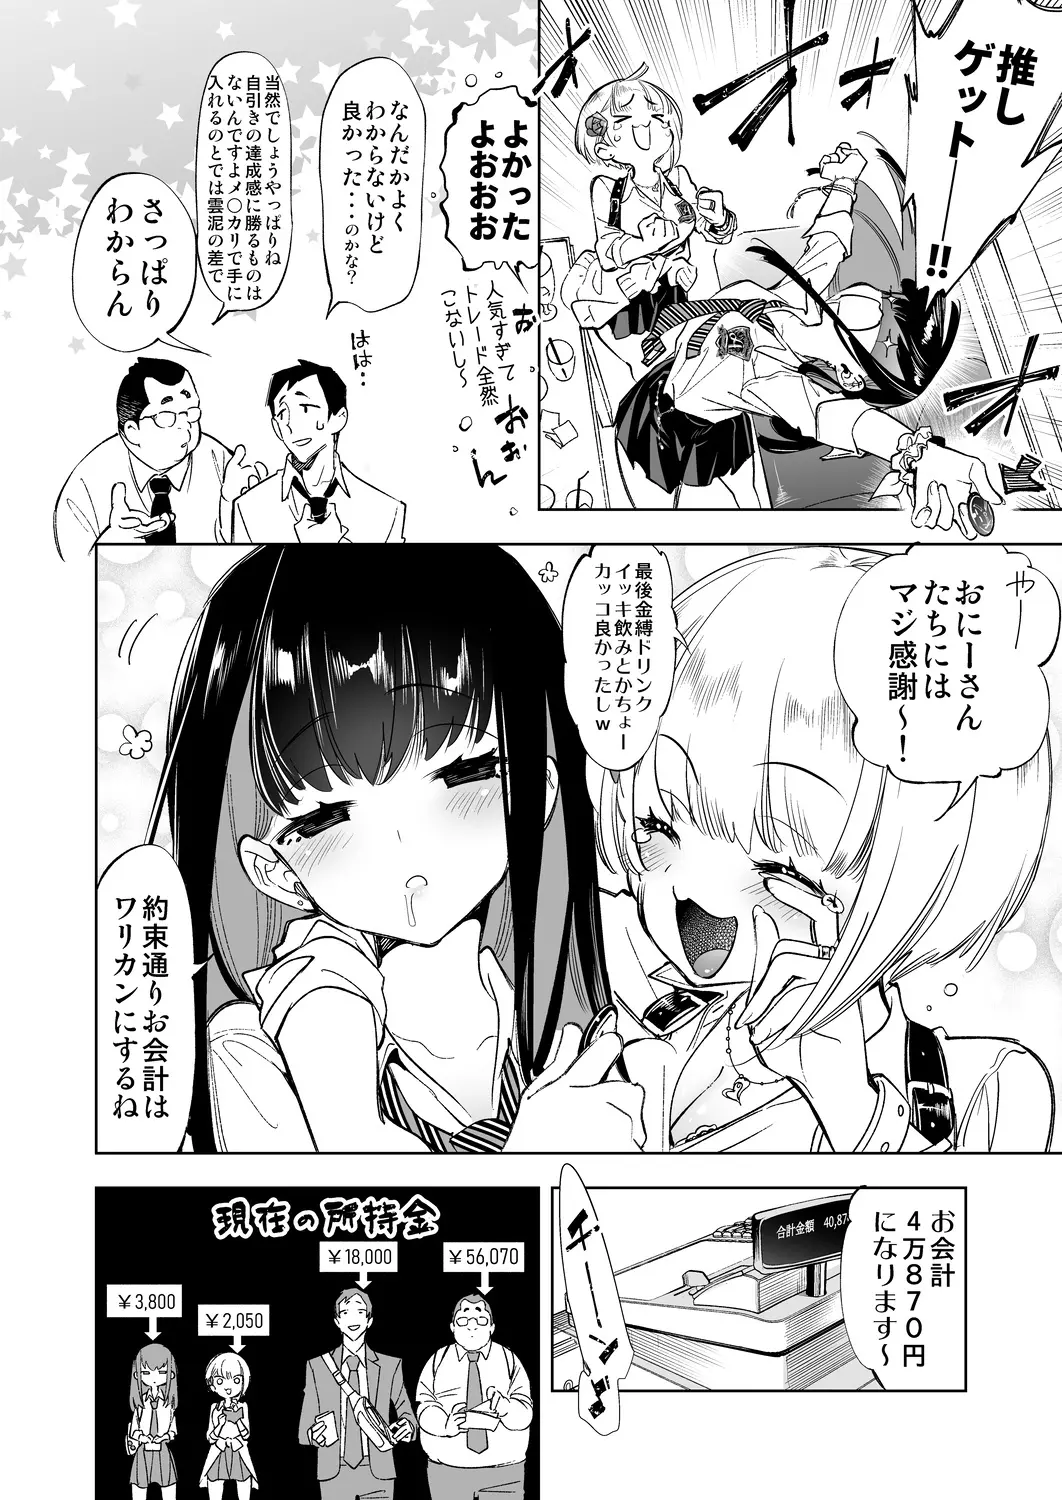 推し
ゲットーーー!!
よかった
よおおおお
お
おぉん
人気すぎて
トレード全然
こないし～
なんだかよく
わからないけど
良かった・・・のかな?
はは・・
当然でしょうやっぱりね
自引きの達成感に勝るものは
ないんですよメ〇カリで手に
入れるのとでは雲泥の差で
さっぱり
わからん
やー
おにーさん
たちには
マジ感謝～!
最後金縛ドリンク
イッキ飲みとかちょー
カッコ良かったしw
約束通りお会計は
ワリカンにするね
お会計
4万870円
になります～
合計金額 40,87
チーン
現在の所持金
¥3,800
¥2,050
¥18,000
¥56,070